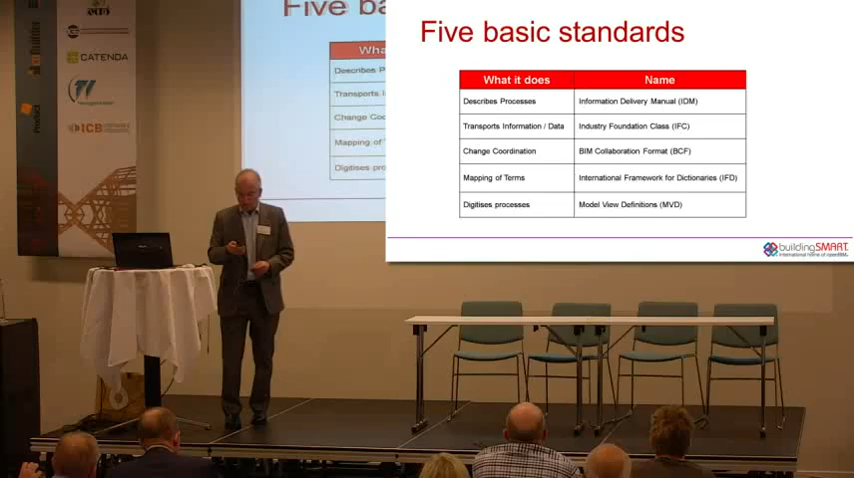 Five basic standards
What it does Name
Describes Processes Information Delivery Manual (IDM)
Transports Information / Data Industry Foundation Class (IFC)
Change Coordination BIM Collaboration Format (BCF)
Mapping of Terms International Framework for Dictionaries (IFD)
Digitises processes Model View Definitions (MVD)
buildingSMART.
International home of openBIM
Five ba
Wha
Describes P
Transports I
Change Coo
Mapping of T
Digitises pro
CATENDA
ICB
Product